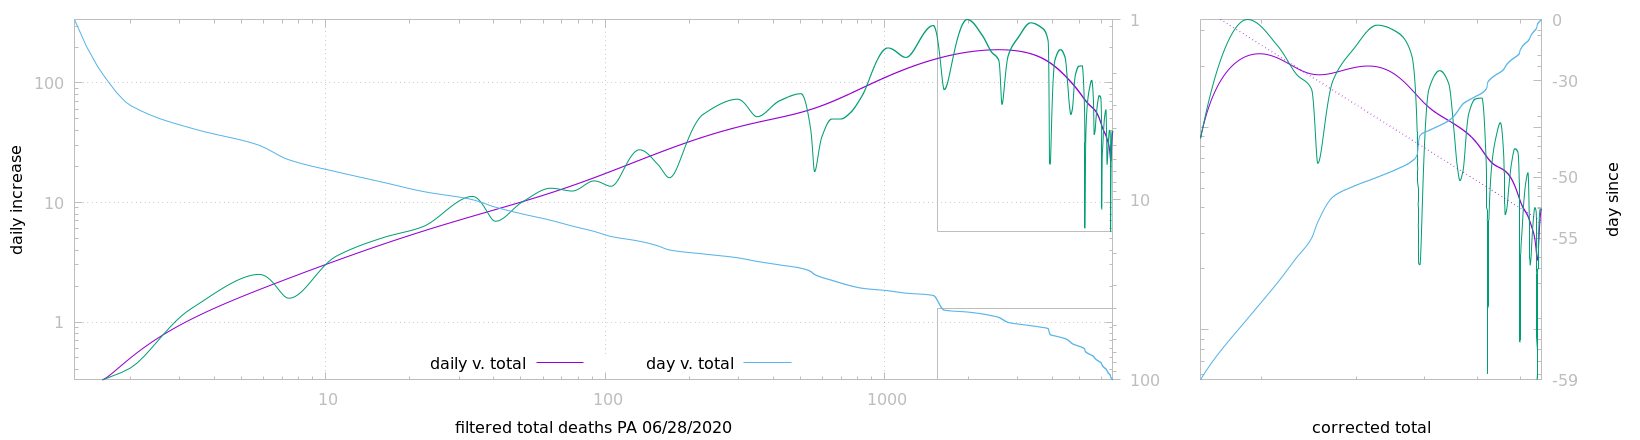 100
10
1
daily increase
1
10
100
daily v. total
day v. total
10
100
1000
filtered total deaths PA 06/28/2020
0
-30
-50
-55
-59
day since
corrected total